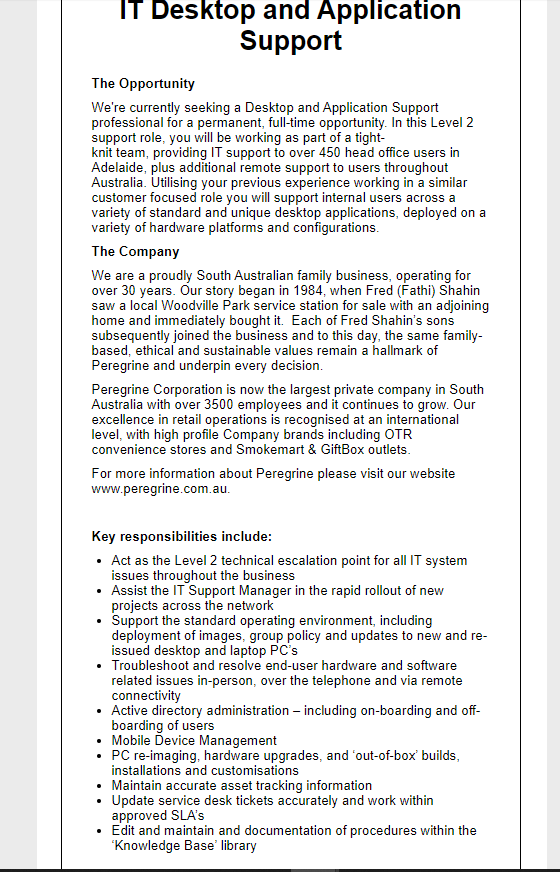 IT Desktop and Application
Support
The Opportunity
We're currently seeking a Desktop and Application Support
professional for a permanent, full-time opportunity. In this Level 2
support role, you will be working as part of a tight-
knit team, providing IT support to over 450 head office users in
Adelaide, plus additional remote support to users throughout
Australia. Utilising your previous experience working in a similar
customer focused role you will support internal users across a
variety of standard and unique desktop applications, deployed on a
variety of hardware platforms and configurations.
The Company
We are a proudly South Australian family business, operating for
over 30 years. Our story began in 1984, when Fred (Fathi) Shahin
saw a local Woodville Park service station for sale with an adjoining
home and immediately bought it.  Each of Fred Shahin's sons
subsequently joined the business and to this day, the same family-
based, ethical and sustainable values remain a hallmark of
Peregrine and underpin every decision.
Peregrine Corporation is now the largest private company in South
Australia with over 3500 employees and it continues to grow. Our
excellence in retail operations is recognised at an international
level, with high profile Company brands including OTR
convenience stores and Smokemart & GiftBox outlets.
For more information about Peregrine please visit our website
www.peregrine.com.au.
Key responsibilities include:
• Act as the Level 2 technical escalation point for all IT system
issues throughout the business
• Assist the IT Support Manager in the rapid rollout of new
projects across the network
• Support the standard operating environment, including
deployment of images, group policy and updates to new and re-
issued desktop and laptop PC's
• Troubleshoot and resolve end-user hardware and software
related issues in-person, over the telephone and via remote
connectivity
• Active directory administration – including on-boarding and off-
boarding of users
• Mobile Device Management
• PC re-imaging, hardware upgrades, and 'out-of-box' builds,
installations and customisations
• Maintain accurate asset tracking information
• Update service desk tickets accurately and work within
approved SLA's
• Edit and maintain and documentation of procedures within the
'Knowledge Base' library